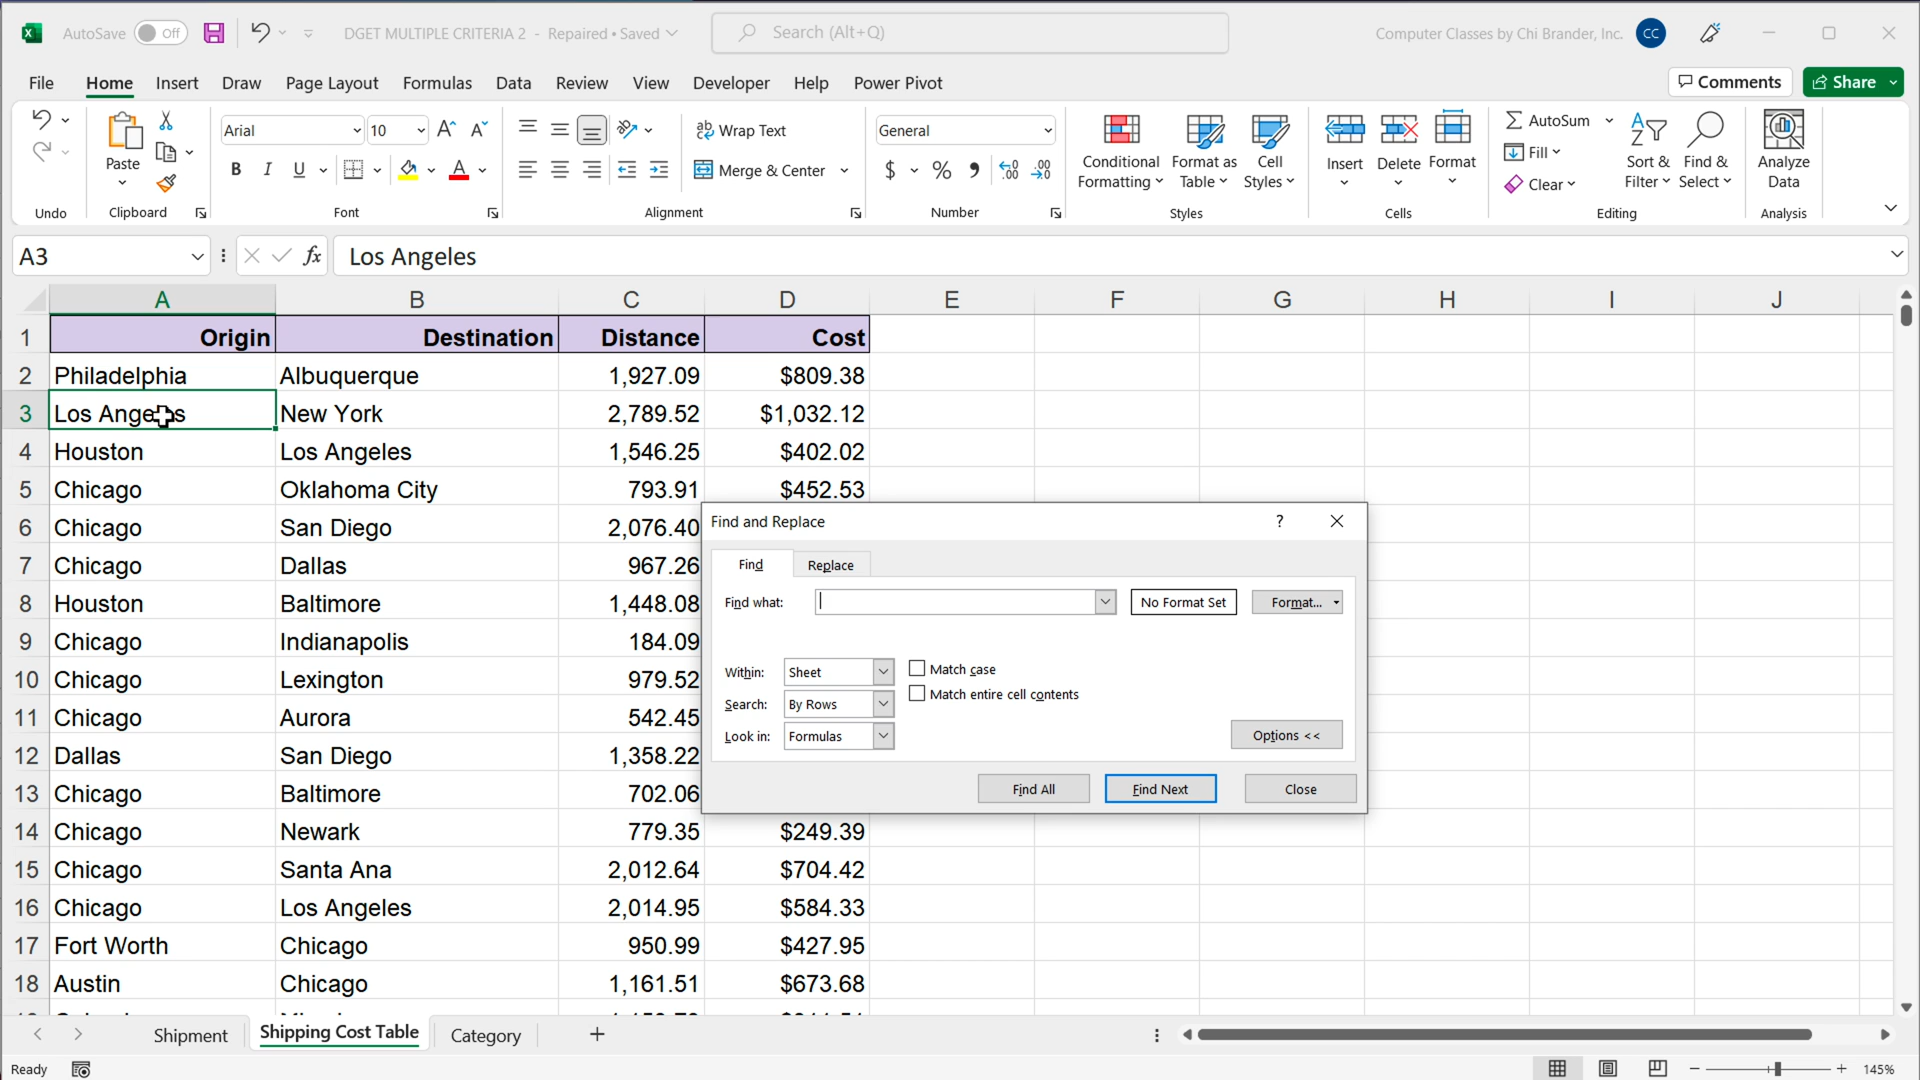 AutoSave Off DGET MULTIPLE CRITERIA 2 - Repaired • Saved Search (Alt+Q) Computer Classes by Chi Brander, Inc. CC
File Home Insert Draw Page Layout Formulas Data Review View Developer Help Power Pivot Comments Share
Arial 10 Wrap Text General AutoSum
Paste Conditional Formatting Format as Table Cell Styles Insert Delete Format Fill Sort & Filter Find & Select Analyze Data
B I U A Merge & Center $ % Clear
Undo Clipboard Font Alignment Number Styles Cells Editing Analysis
A3 fx Los Angeles
A B C D E F G H I J
1 Origin Destination Distance Cost
2 Philadelphia Albuquerque 1,927.09 $809.38
3 Los Angeles New York 2,789.52 $1,032.12
4 Houston Los Angeles 1,546.25 $402.02
5 Chicago Oklahoma City 793.91 $452.53
6 Chicago San Diego 2,076.40
7 Chicago Dallas 967.26
8 Houston Baltimore 1,448.08
9 Chicago Indianapolis 184.09
10 Chicago Lexington 979.52
11 Chicago Aurora 542.45
12 Dallas San Diego 1,358.22
13 Chicago Baltimore 702.06
14 Chicago Newark 779.35 $249.39
15 Chicago Santa Ana 2,012.64 $704.42
16 Chicago Los Angeles 2,014.95 $584.33
17 Fort Worth Chicago 950.99 $427.95
18 Austin Chicago 1,161.51 $673.68
Find and Replace ?
Find Replace
Find what: No Format Set Format...
Within: Sheet Match case
Search: By Rows Match entire cell contents
Look in: Formulas Options <<
Find All Find Next Close
Shipment Shipping Cost Table Category +
Ready 145%